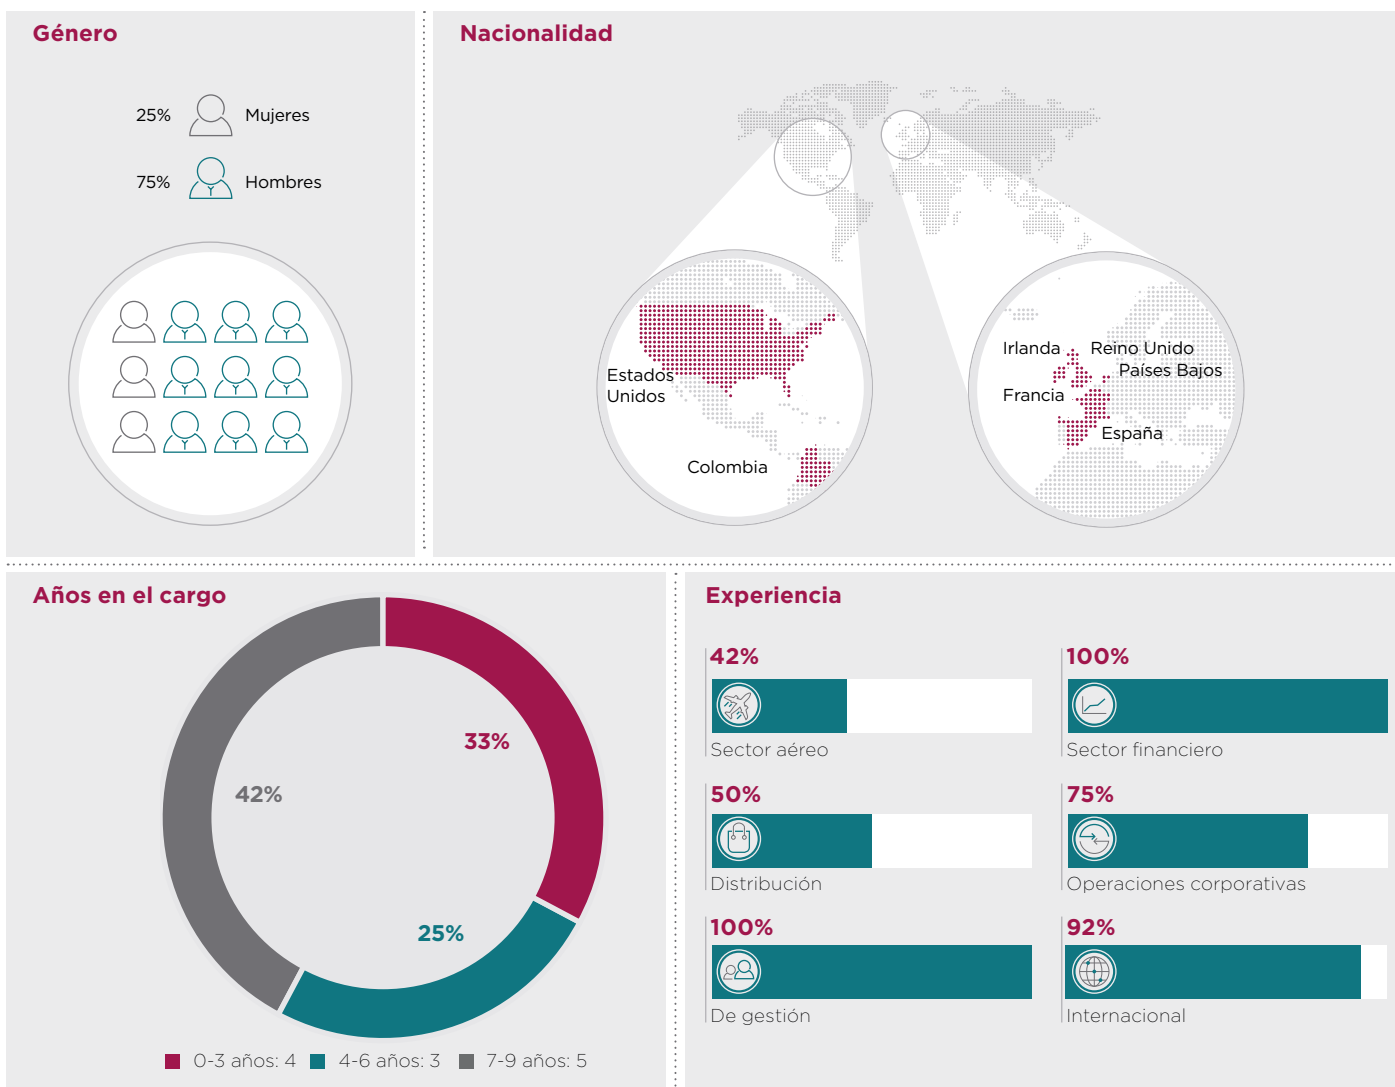 Género
25%
Mujeres
75%
Hombres
Nacionalidad
Estados
Unidos
Colombia
Irlanda
Reino Unido
Países Bajos
Francia
España
Años en el cargo
33%
42%
25%
0-3 años: 4
4-6 años: 3
7-9 años: 5
Experiencia
42%
Sector aéreo
100%
Sector financiero
50%
Distribución
75%
Operaciones corporativas
100%
De gestión
92%
Internacional